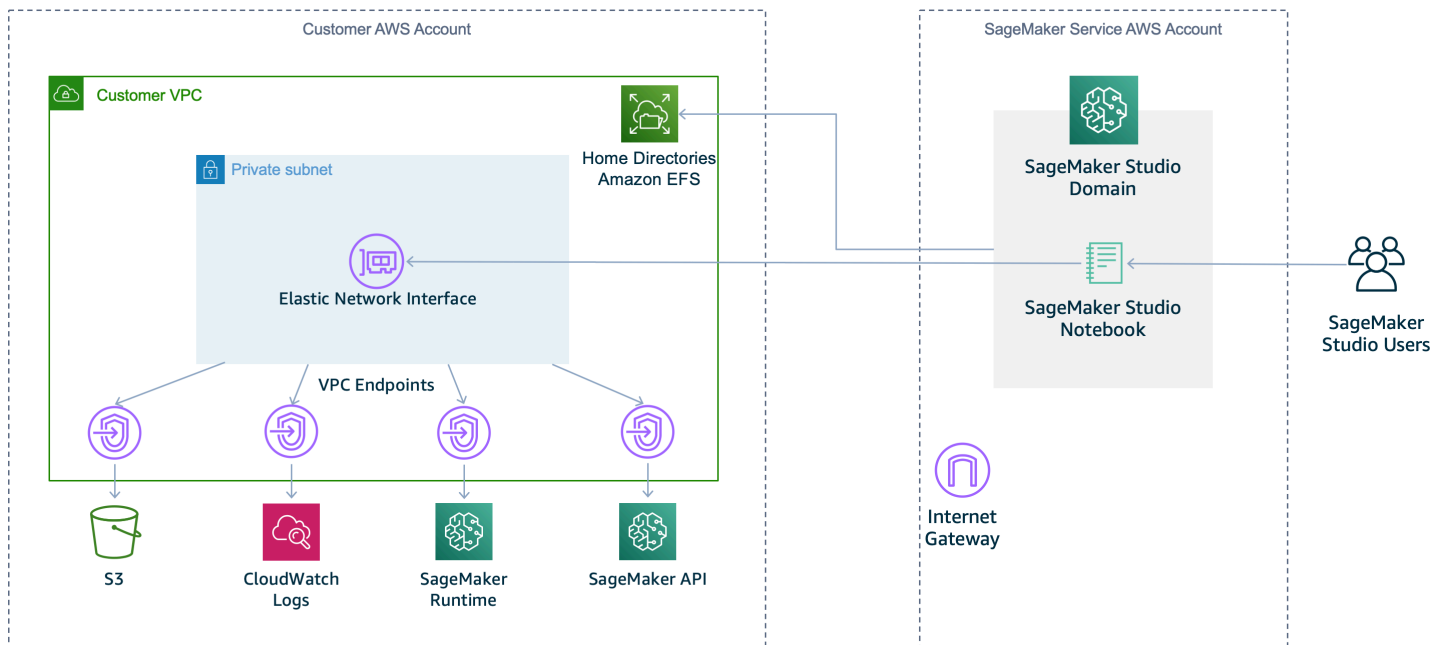 Customer AWS Account
SageMaker Service AWS Account
Customer VPC
Home Directories
Amazon EFS
Private subnet
Elastic Network Interface
VPC Endpoints
S3
CloudWatch
Logs
SageMaker
Runtime
SageMaker API
SageMaker Studio
Domain
SageMaker Studio
Notebook
Internet
Gateway
SageMaker
Studio Users